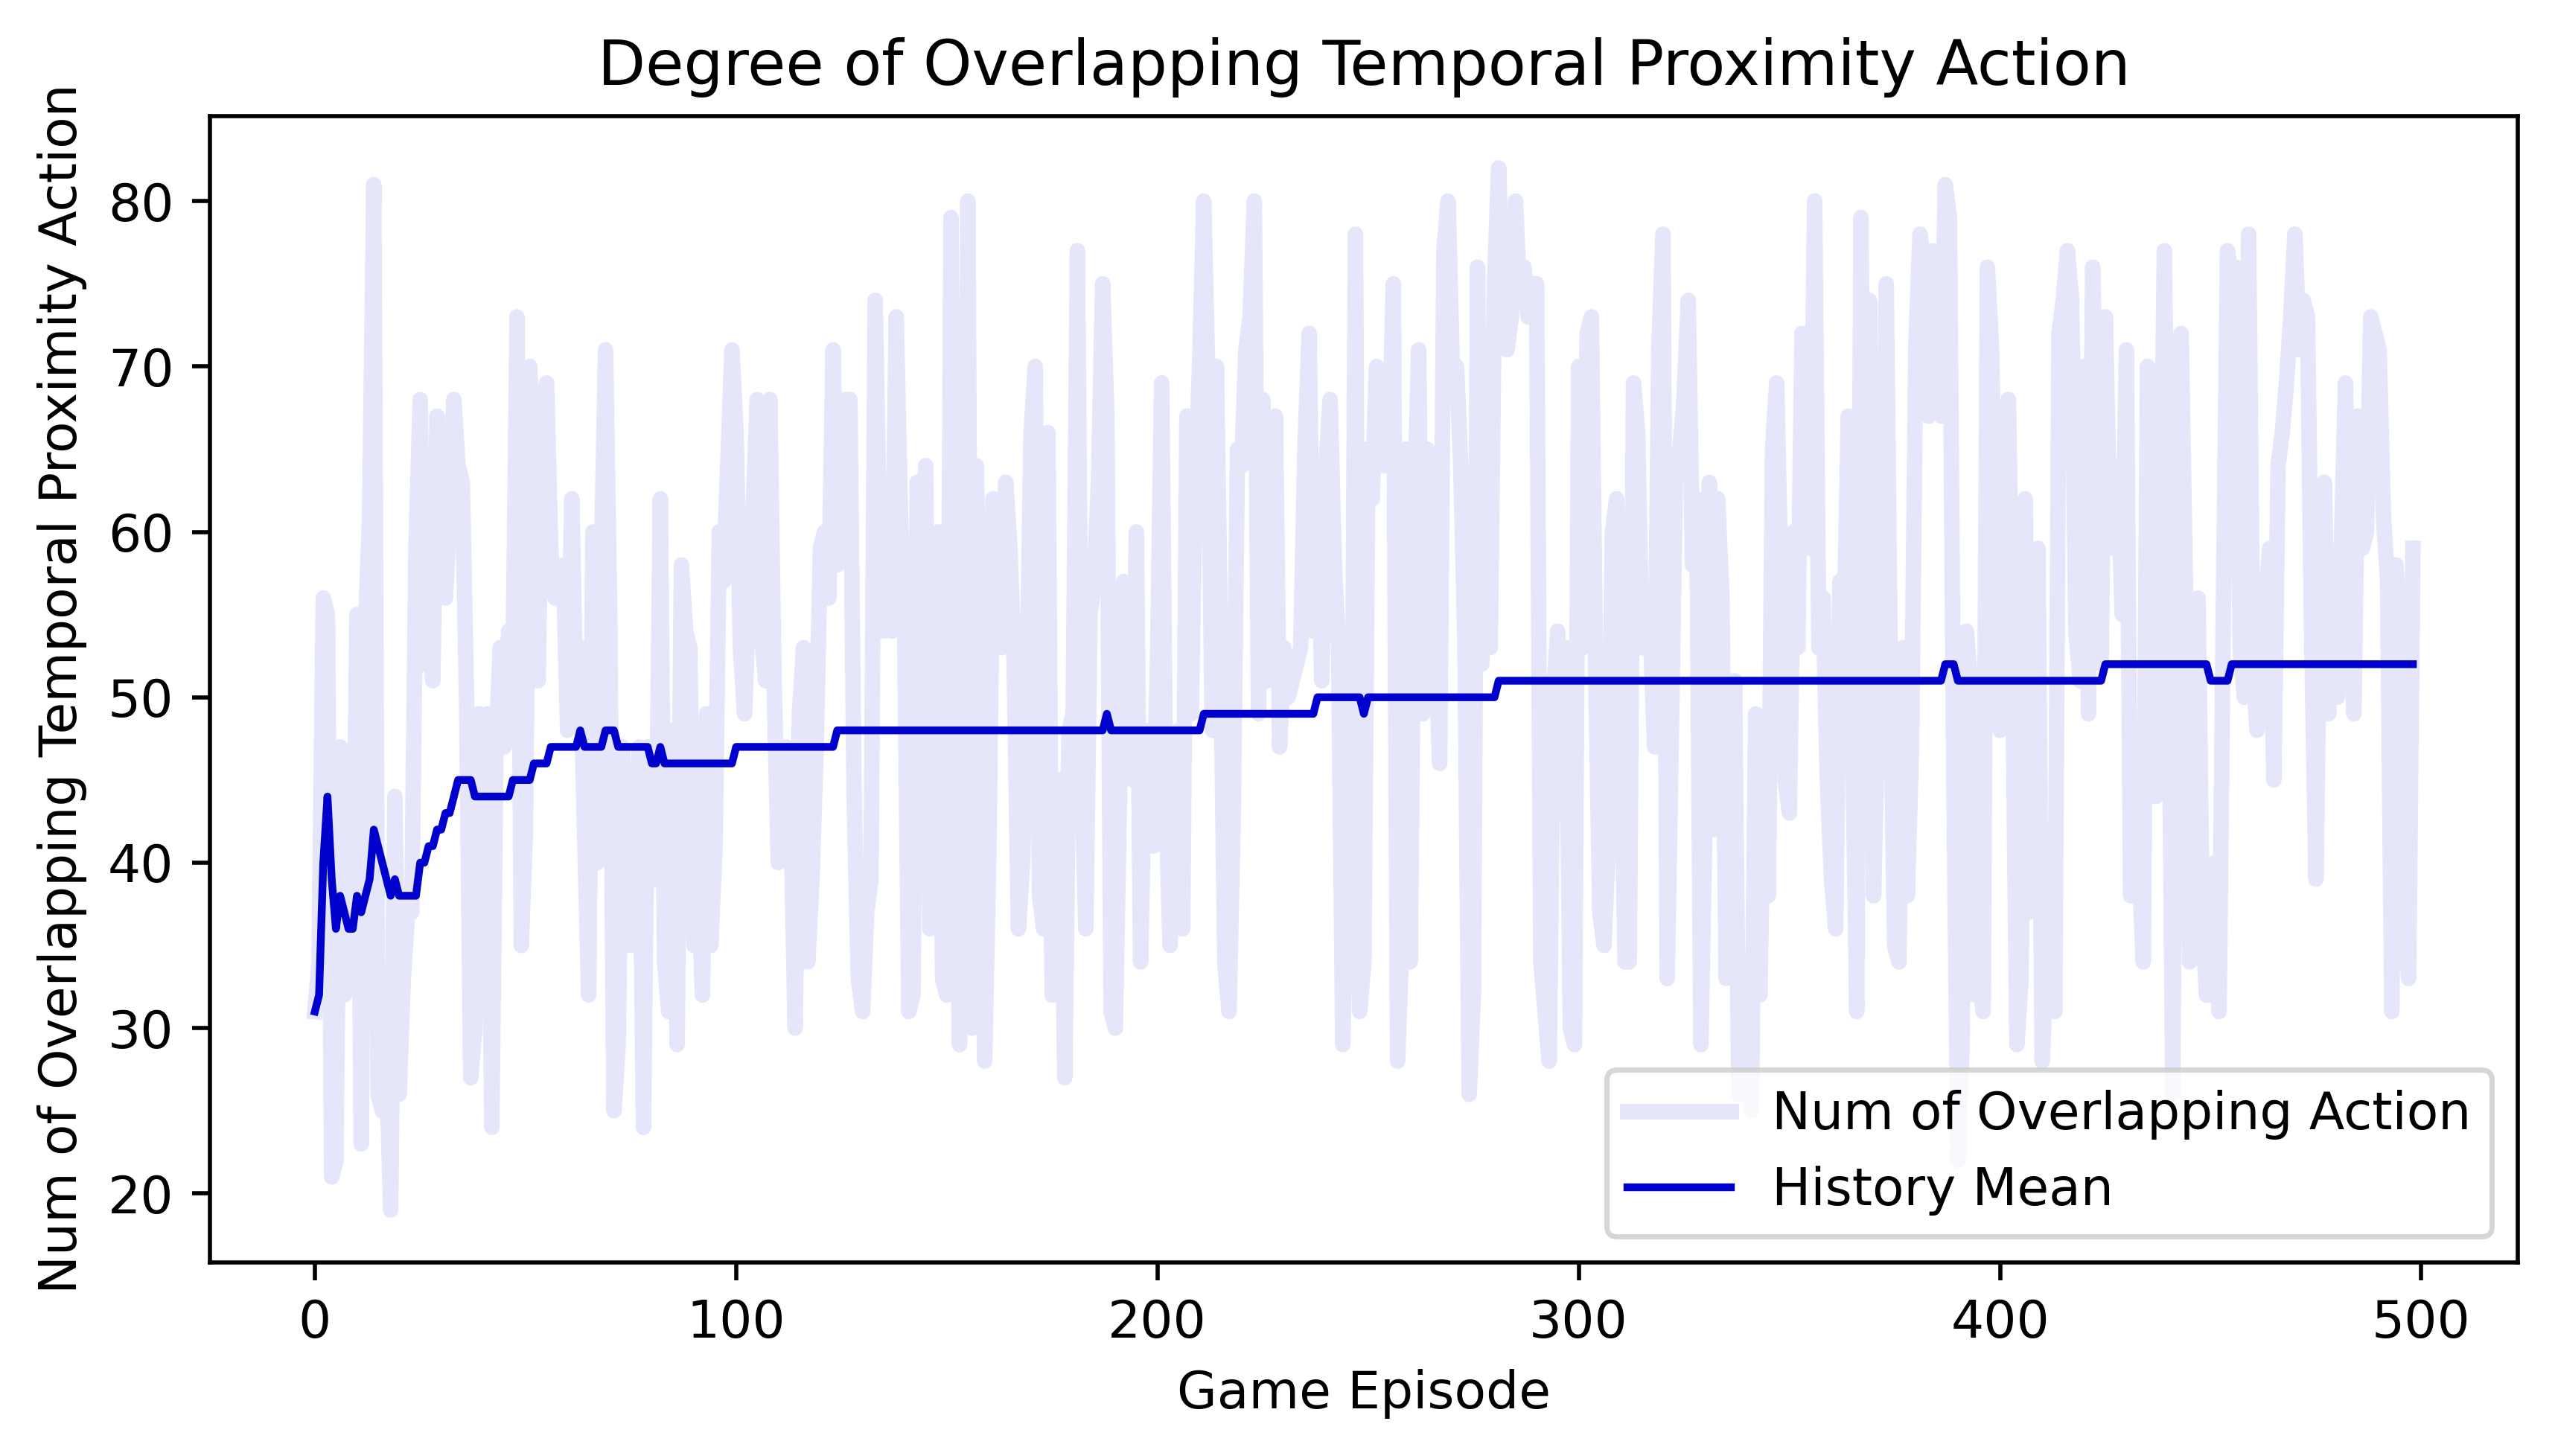 Degree of Overlapping Temporal Proximity Action
Num of Overlapping Temporal Proximity Action
80
70
60
50
40
30
20
Num of Overlapping Action
History Mean
0 100 200 300 400 500
Game Episode